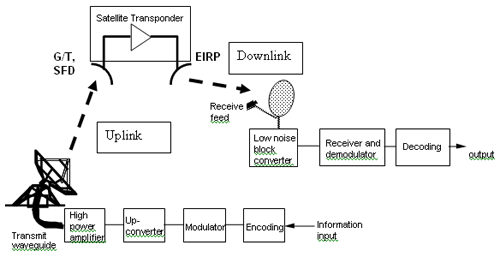 Satellite Transponder
G/T,
SFD
EIRP
Downlink
Uplink
Receive
feed
Low noise
block
converter
Receiver and
demodulator
Decoding
output
Transmit
waveguide
High
power
amplifier
Up-
converter
Modulator
Encoding
Information
input